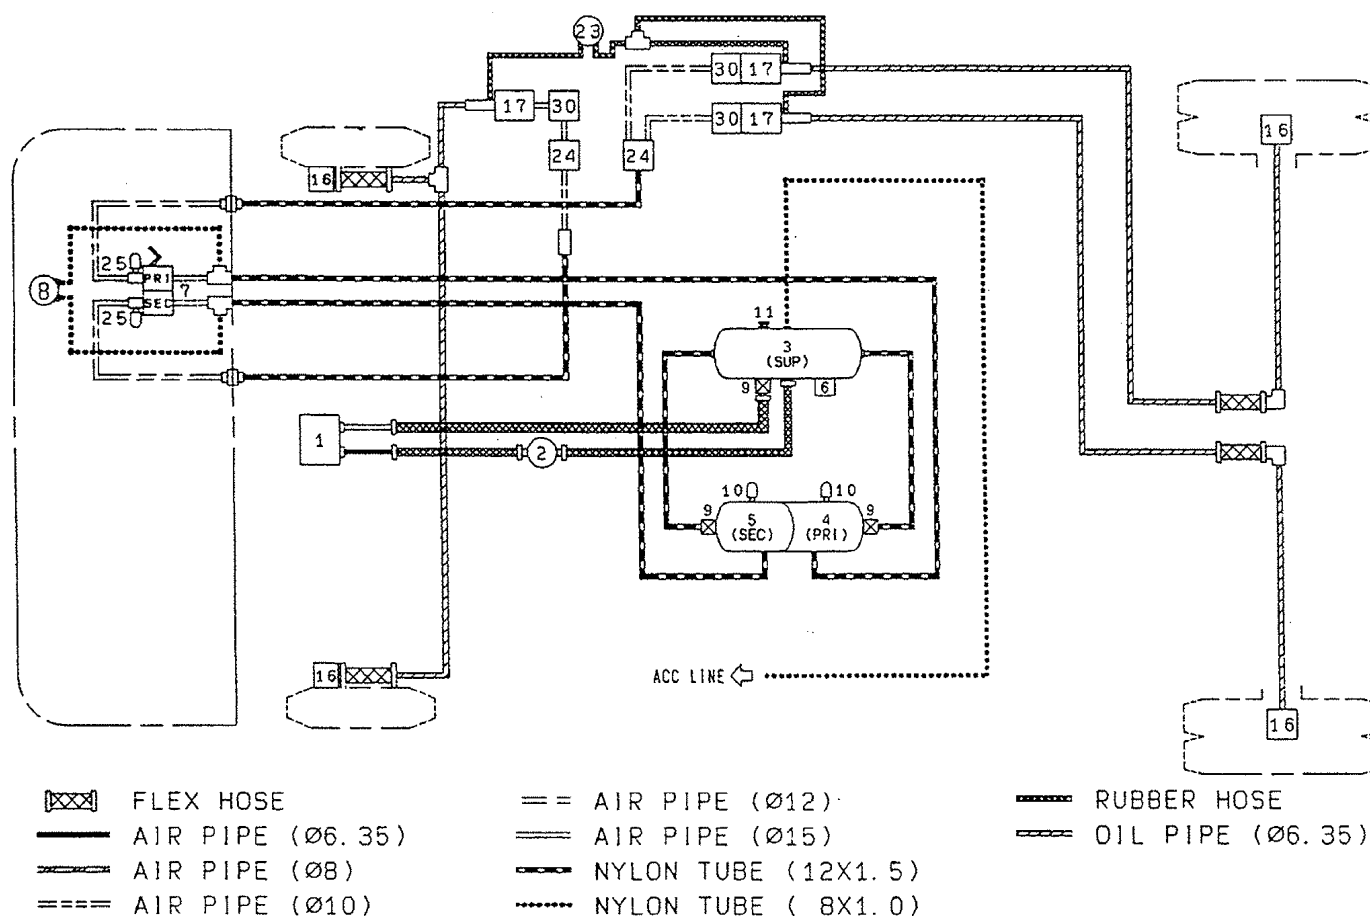 23
30 17
17 30
30 17
16
24 24
16
25
PRI
8
7
SEC
25
11
3
(SUP)
9 6
1
2
10 10
9 5 4 9
(SEC) (PRI)
ACC LINE
16
16
FLEX HOSE
AIR PIPE (Ø6.35)
AIR PIPE (Ø8)
AIR PIPE (Ø10)
AIR PIPE (Ø12)
AIR PIPE (Ø15)
NYLON TUBE (12X1.5)
NYLON TUBE ( 8X1.0)
RUBBER HOSE
OIL PIPE (Ø6.35)